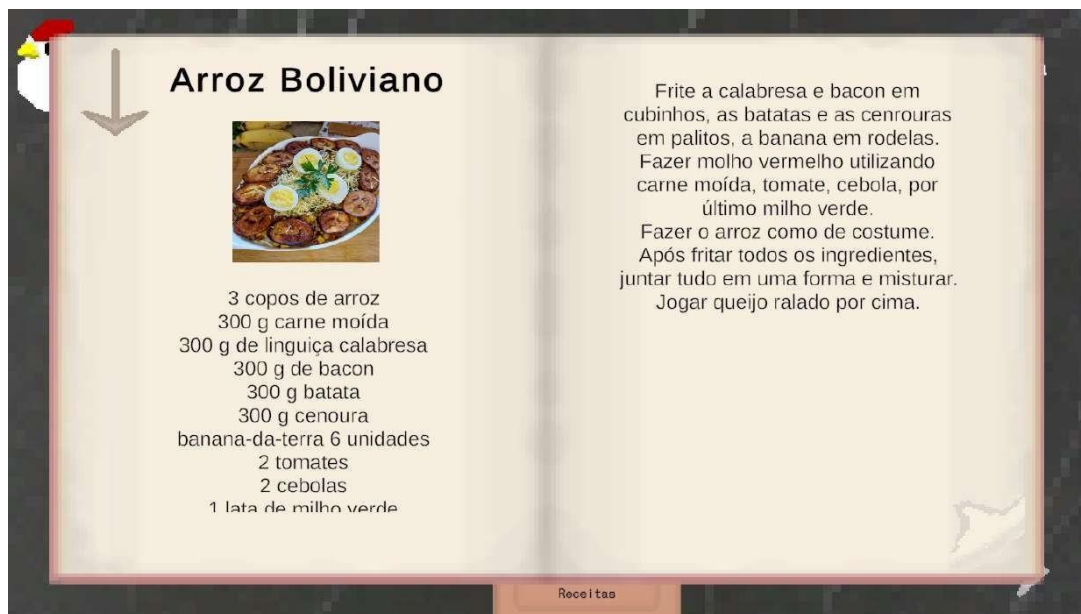 Arroz Boliviano
3 copos de arroz
300 g carne moída
300 g de linguiça calabresa
300 g de bacon
300 g batata
300 g cenoura
banana-da-terra 6 unidades
2 tomates
2 cebolas
1 lata de milho verde
Frite a calabresa e bacon em
cubinhos, as batatas e as cenrouras
em palitos, a banana em rodelas.
Fazer molho vermelho utilizando
carne moída, tomate, cebola, por
último milho verde.
Fazer o arroz como de costume.
Após fritar todos os ingredientes,
juntar tudo em uma forma e misturar.
Jogar queijo ralado por cima.
Receitas